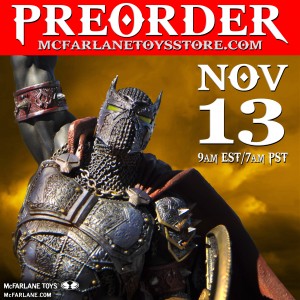 PREORDER
MCFARLANETOYSSTORE.COM
NOV
13
9AM EST/7AM PST
MCFARLANE TOYS
MCFARLANE.COM